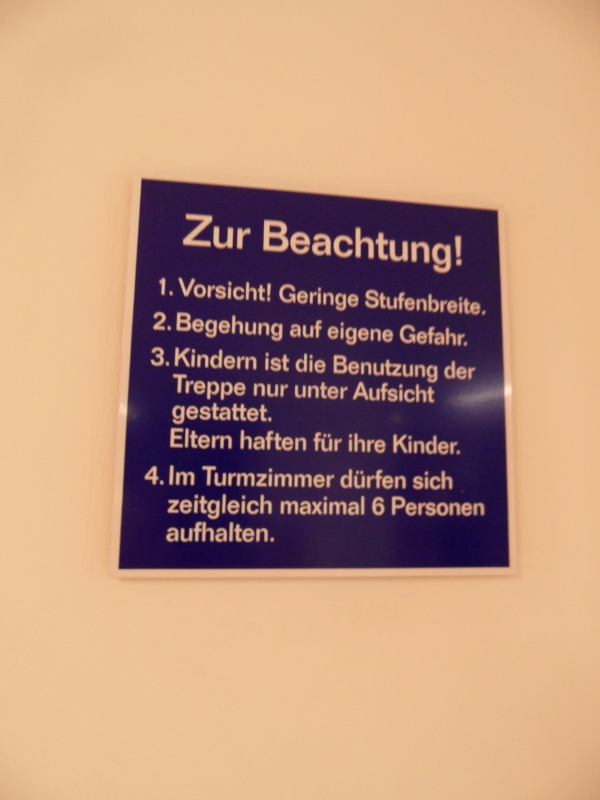 Zur Beachtung!
1. Vorsicht! Geringe Stufenbreite.
2. Begehung auf eigene Gefahr.
3. Kindern ist die Benutzung der
Treppe nur unter Aufsicht
gestattet.
Eltern haften für ihre Kinder.
4. Im Turmzimmer dürfen sich
zeitgleich maximal 6 Personen
aufhalten.